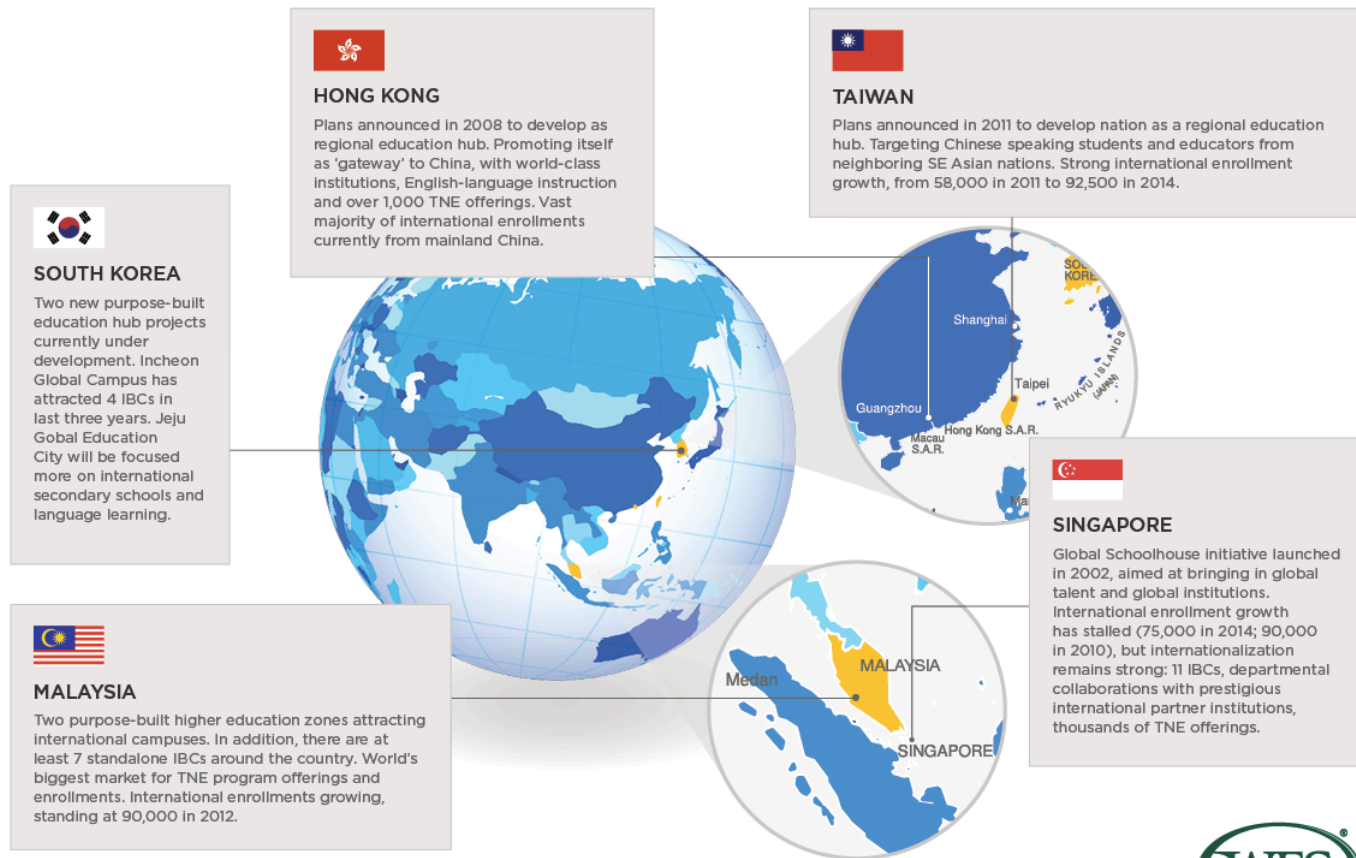 HONG KONG
Plans announced in 2008 to develop as
regional education hub. Promoting itself
as ‘gateway’ to China, with world-class
institutions, English-language instruction
and over 1,000 TNE offerings. Vast
majority of international enrollments
currently from mainland China.
TAIWAN
Plans announced in 2011 to develop nation as a regional education
hub. Targeting Chinese speaking students and educators from
neighboring SE Asian nations. Strong international enrollment
growth, from 58,000 in 2011 to 92,500 in 2014.
SOUTH KOREA
Two new purpose-built
education hub projects
currently under
development. Incheon
Global Campus has
attracted 4 IBCs in
last three years. Jeju
Gobal Education
City will be focused
more on international
secondary schools and
language learning.
SOU
KORE
Shanghai
Taipei
RYUKYU ISLANDS
(JAPAN)
Guangzhou
Hong Kong S.A.R.
Macau
S.A.R.
Ma
SINGAPORE
Global Schoolhouse initiative launched
in 2002, aimed at bringing in global
talent and global institutions.
International enrollment growth
has stalled (75,000 in 2014; 90,000
in 2010), but internationalization
remains strong: 11 IBCs, departmental
collaborations with prestigious
international partner institutions,
thousands of TNE offerings.
MALAYSIA
Two purpose-built higher education zones attracting
international campuses. In addition, there are at
least 7 standalone IBCs around the country. World’s
biggest market for TNE program offerings and
enrollments. International enrollments growing,
standing at 90,000 in 2012.
MALAYSIA
Medan
SINGAPORE
WES
®